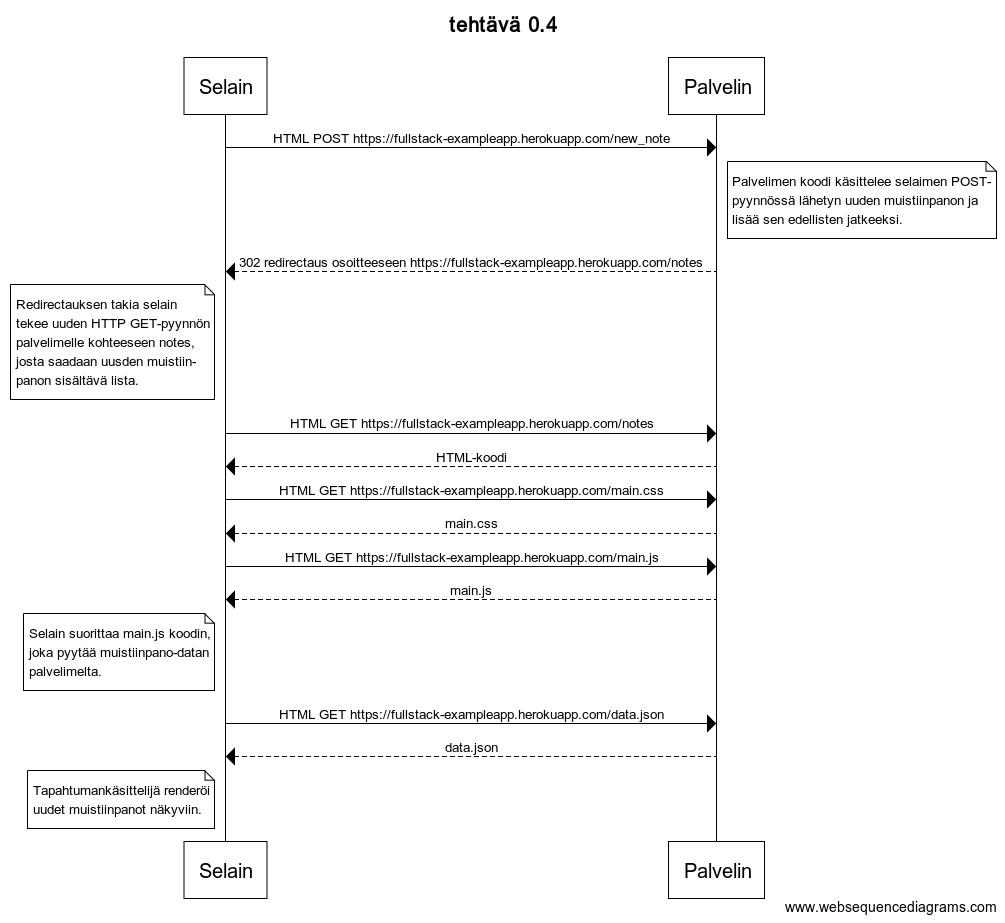 tehtävä 0.4
Selain
Palvelin
HTML POST https://fullstack-exampleapp.herokuapp.com/new_note
Palvelimen koodi käsittelee selaimen POST-
pyynnössä lähetyn uuden muistiinpanon ja
lisää sen edellisten jatkeeksi.
302 redirectaus osoitteeseen https://fullstack-exampleapp.herokuapp.com/notes
Redirectauksen takia selain
tekee uuden HTTP GET-pyynnön
palvelimelle kohteeseen notes,
josta saadaan uusden muistiin-
panon sisältävä lista.
HTML GET https://fullstack-exampleapp.herokuapp.com/notes
HTML-koodi
HTML GET https://fullstack-exampleapp.herokuapp.com/main.css
main.css
HTML GET https://fullstack-exampleapp.herokuapp.com/main.js
main.js
Selain suorittaa main.js koodin,
joka pyytää muistiinpano-datan
palvelimelta.
HTML GET https://fullstack-exampleapp.herokuapp.com/data.json
data.json
Tapahtumankäsittelijä renderöi
uudet muistiinpanot näkyviin.
Selain
Palvelin
www.websequencediagrams.com